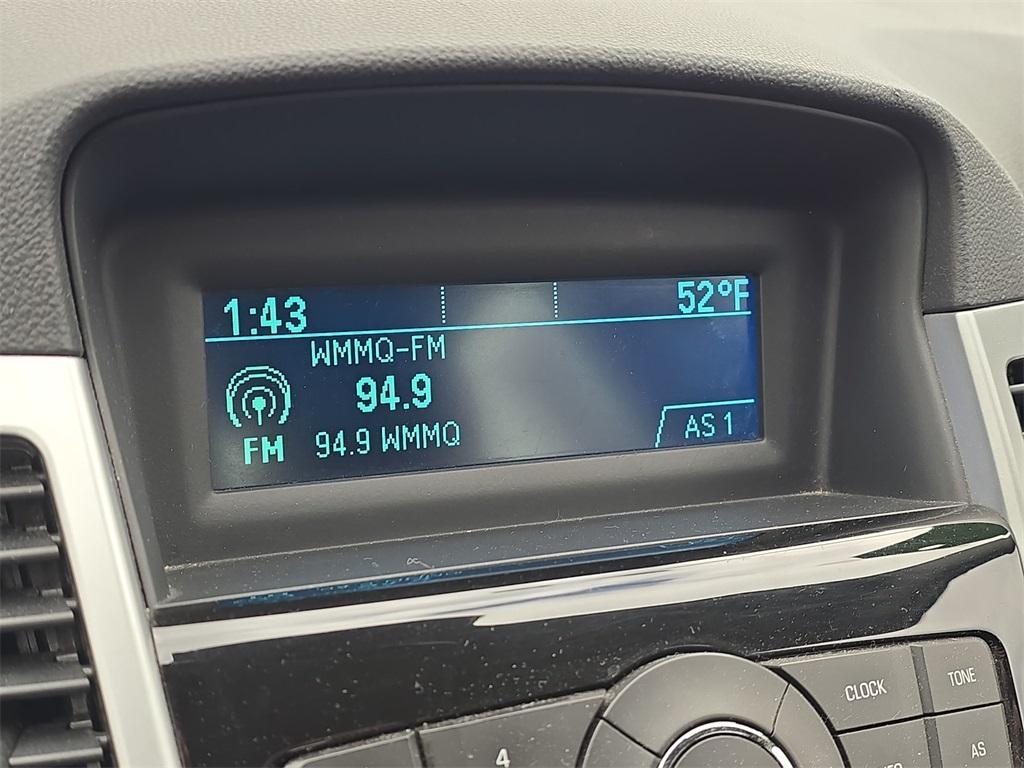 1:43 52°F
WMMQ-FM
94.9
FM 94.9 WMMQ AS 1
CLOCK TONE
4 AS